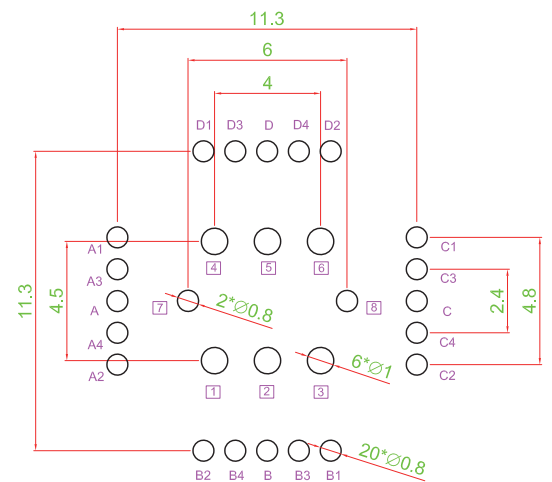 11.3
6
4
D1 D3 D D4 D2
A1 C1
4 5 6
A3 C3
11.3 4.5 7 2*∅0.8 8 2.4 4.8
A C
A4 C4
6*∅1
A2 C2
1 2 3
20*∅0.8
B2 B4 B B3 B1